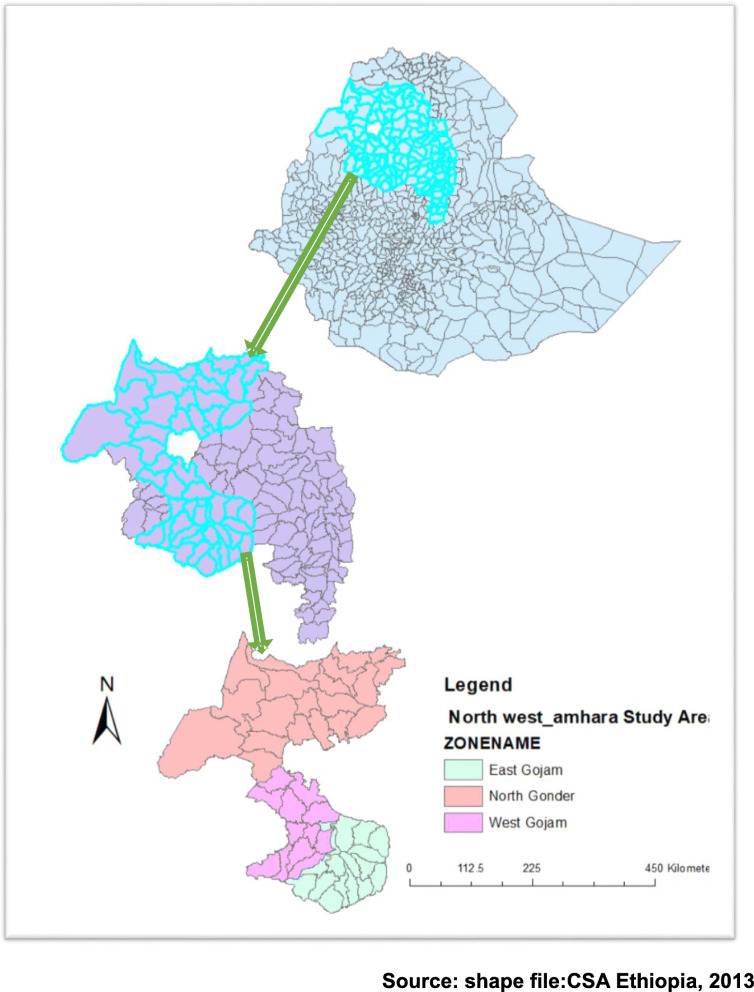 N
Legend
North west_amhara Study Area
ZONENAME
East Gojam
North Gonder
West Gojam
0 112.5 225 450 Kilomete
Source: shape file:CSA Ethiopia, 2013